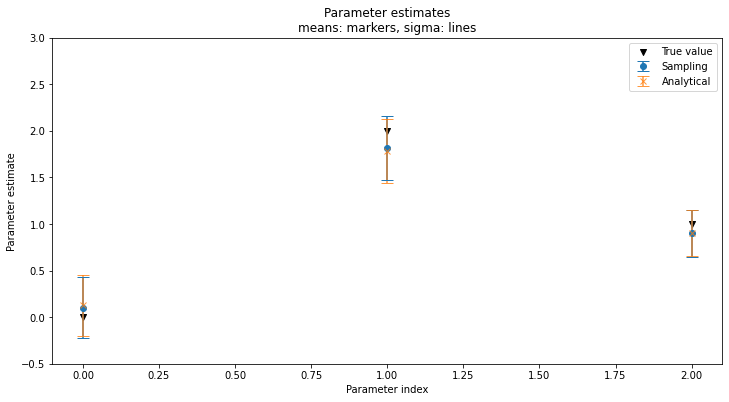 Parameter estimates
means: markers, sigma: lines
True value
Sampling
Analytical
Parameter estimate
3.0
2.5
2.0
1.5
1.0
0.5
0.0
−0.5
0.00
0.25
0.50
0.75
1.00
1.25
1.50
1.75
2.00
Parameter index